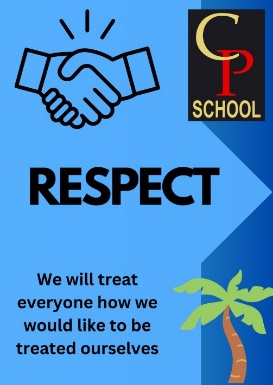 CP
SCHOOL
RESPECT
We will treat
everyone how we
would like to be
treated ourselves